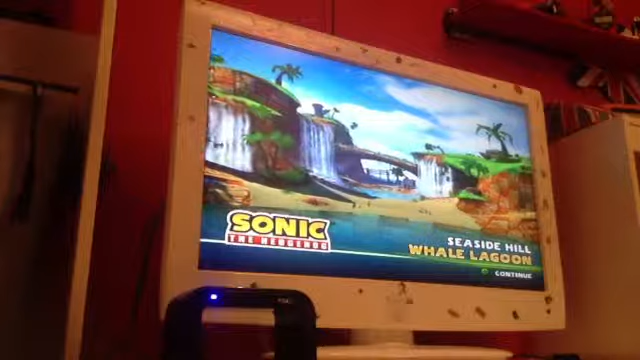 SONIC
THE HEDGEHOG
SEASIDE HILL
WHALE LAGOON
CONTINUE